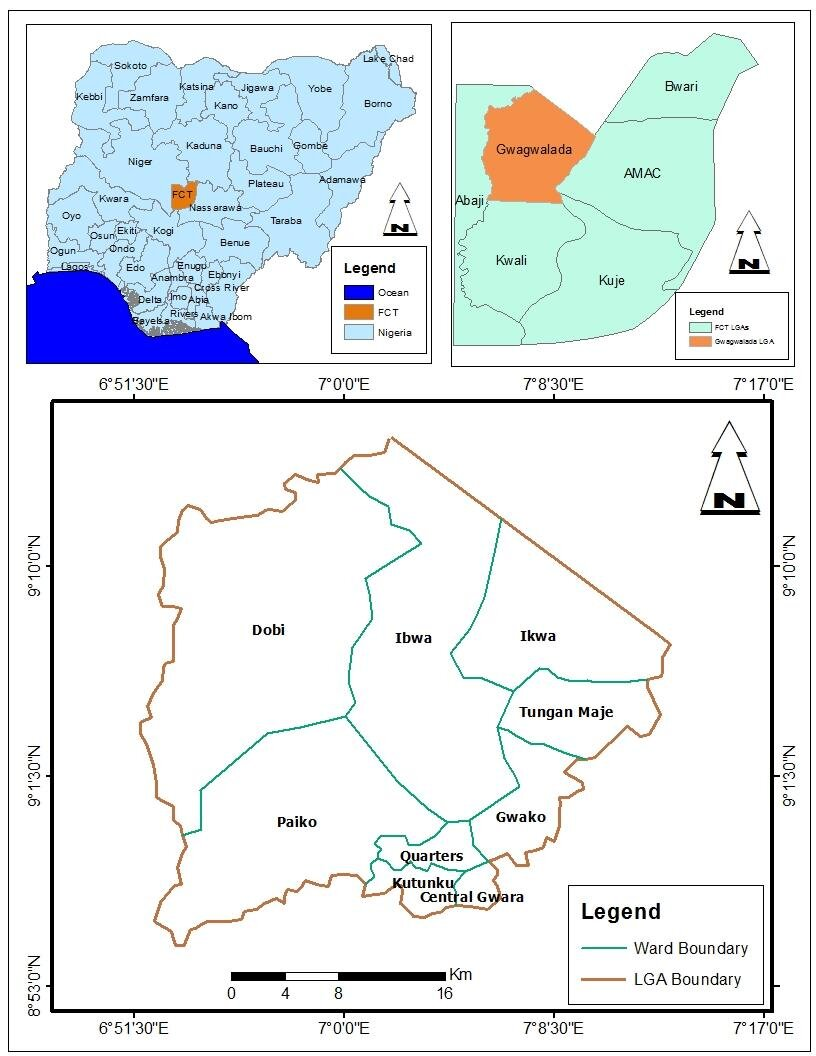 Lake Chad
Sokoto
Katsina
Jigawa
Yobe
Kebbi
Zamfara
Kano
Borno
Kaduna
Bauchi
Gombe
Niger
Adamawa
Plateau
FCT
Kwara
Nassarawa
Oyo
Taraba
Osun
Ekiti
Kogi
Benue
Ogun
Ondo
Lagos
Edo
Enugu
Anambra
Ebonyi
Cross River
Delta
Imo
Abia
Rivers
Akwa Ibom
Bayelsa
N
Legend
Ocean
FCT
Nigeria
Bwari
Gwagwalada
AMAC
Abaji
Kwali
Kuje
N
Legend
FCT LGAs
Gwagwalada LGA
6°51'30"E
7°0'0"E
7°8'30"E
7°17'0"E
N
9°10'0"N
9°10'0"N
Dobi
Ibwa
Ikwa
Tungan Maje
9°1'30"N
9°1'30"N
Paiko
Gwako
Quarters
Kutunku
Central Gwara
Legend
Ward Boundary
LGA Boundary
Km
0 4 8 16
8°53'0"N
6°51'30"E
7°0'0"E
7°8'30"E
7°17'0"E